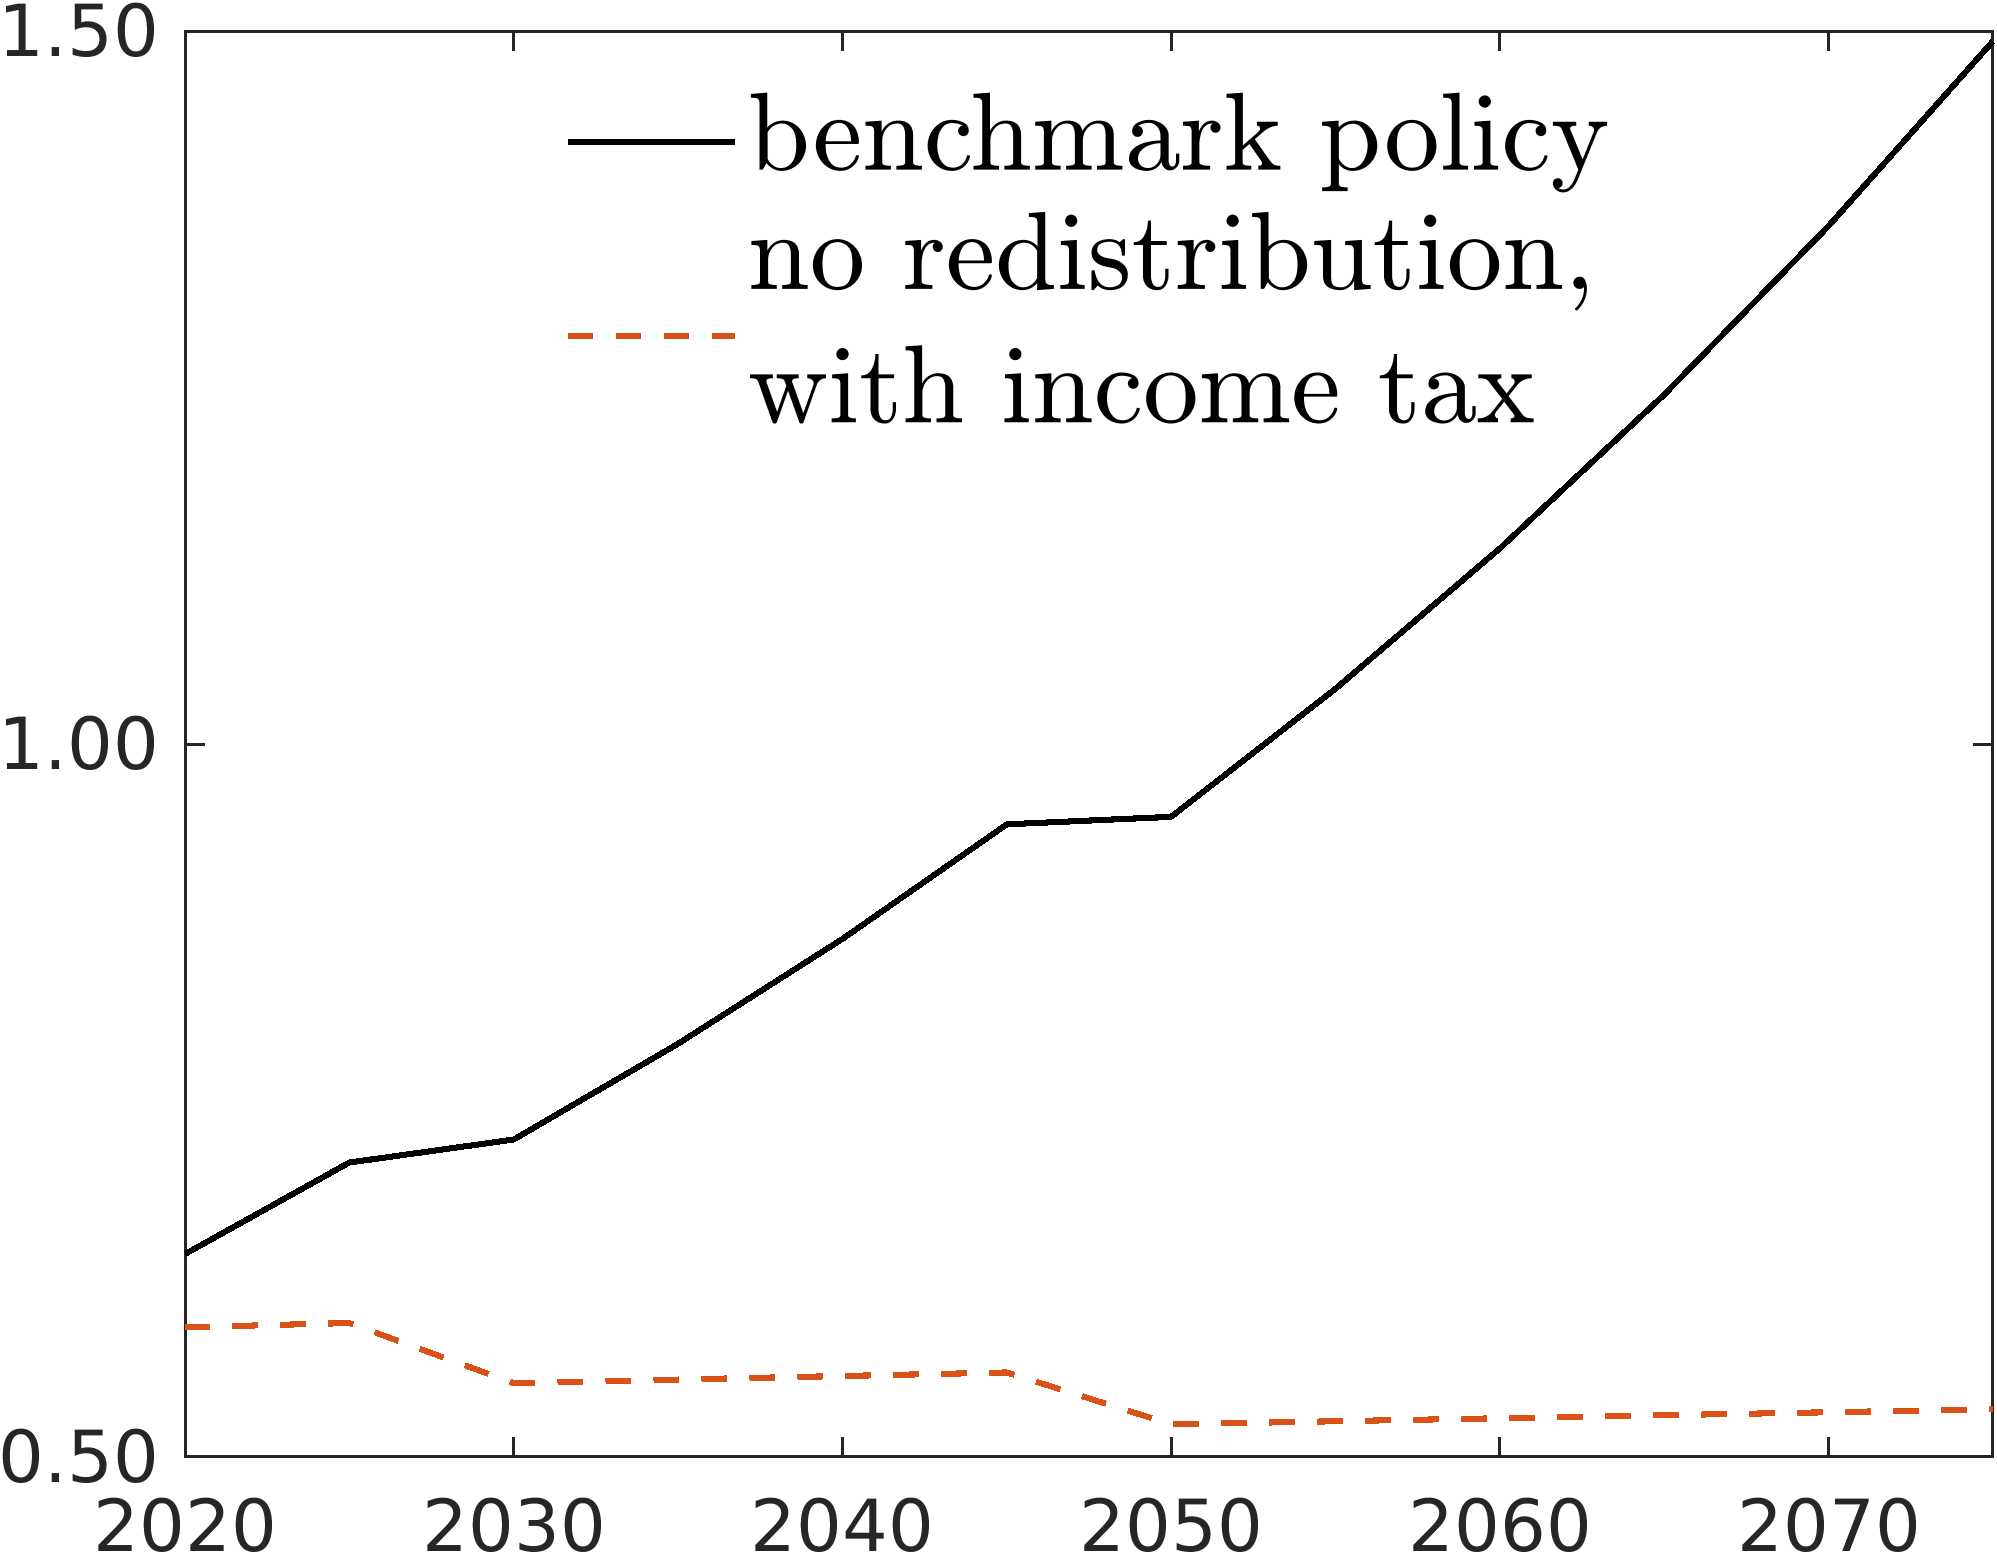 1.50
benchmark policy
no redistribution,
with income tax
1.00
0.50
2020 2030 2040 2050 2060 2070